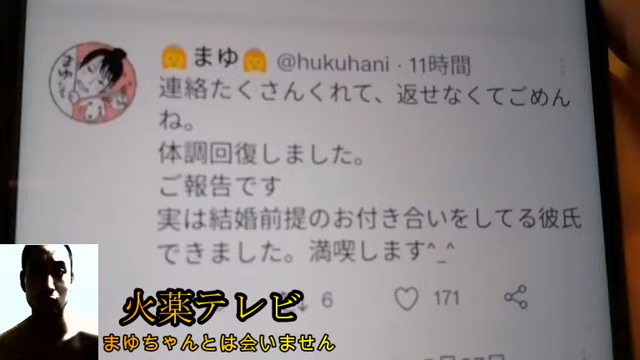 まゆ @hukuhani · 11時間
連絡たくさんくれて、返せなくてごめん
ね。
体調回復しました。
ご報告です
実は結婚前提のお付き合いをしてる彼氏
できました。満喫します^_^
6 171
火薬テレビ
まゆちゃんとは会いません